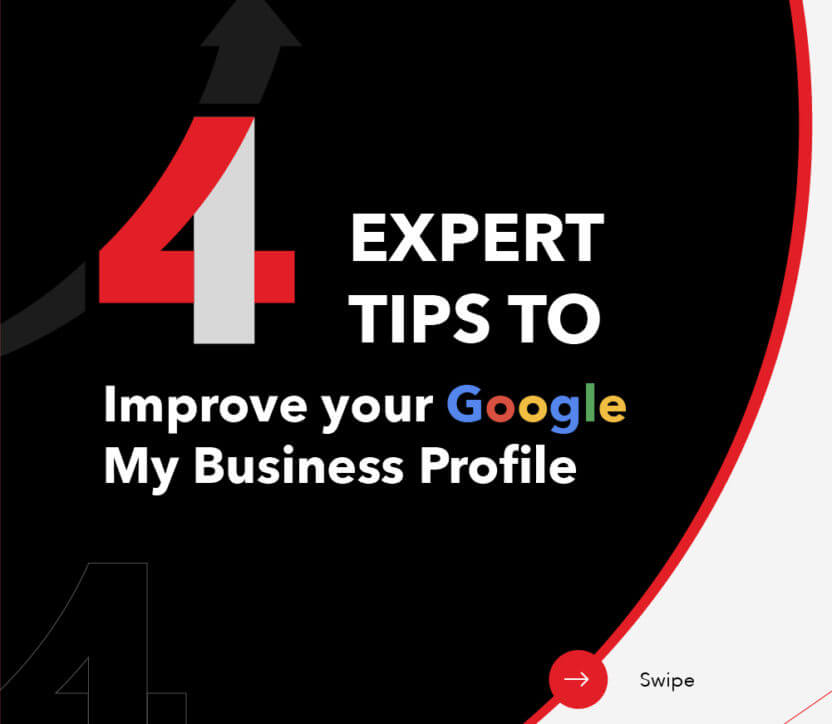 4
EXPERT
TIPS TO
Improve your Google
My Business Profile
4
Swipe